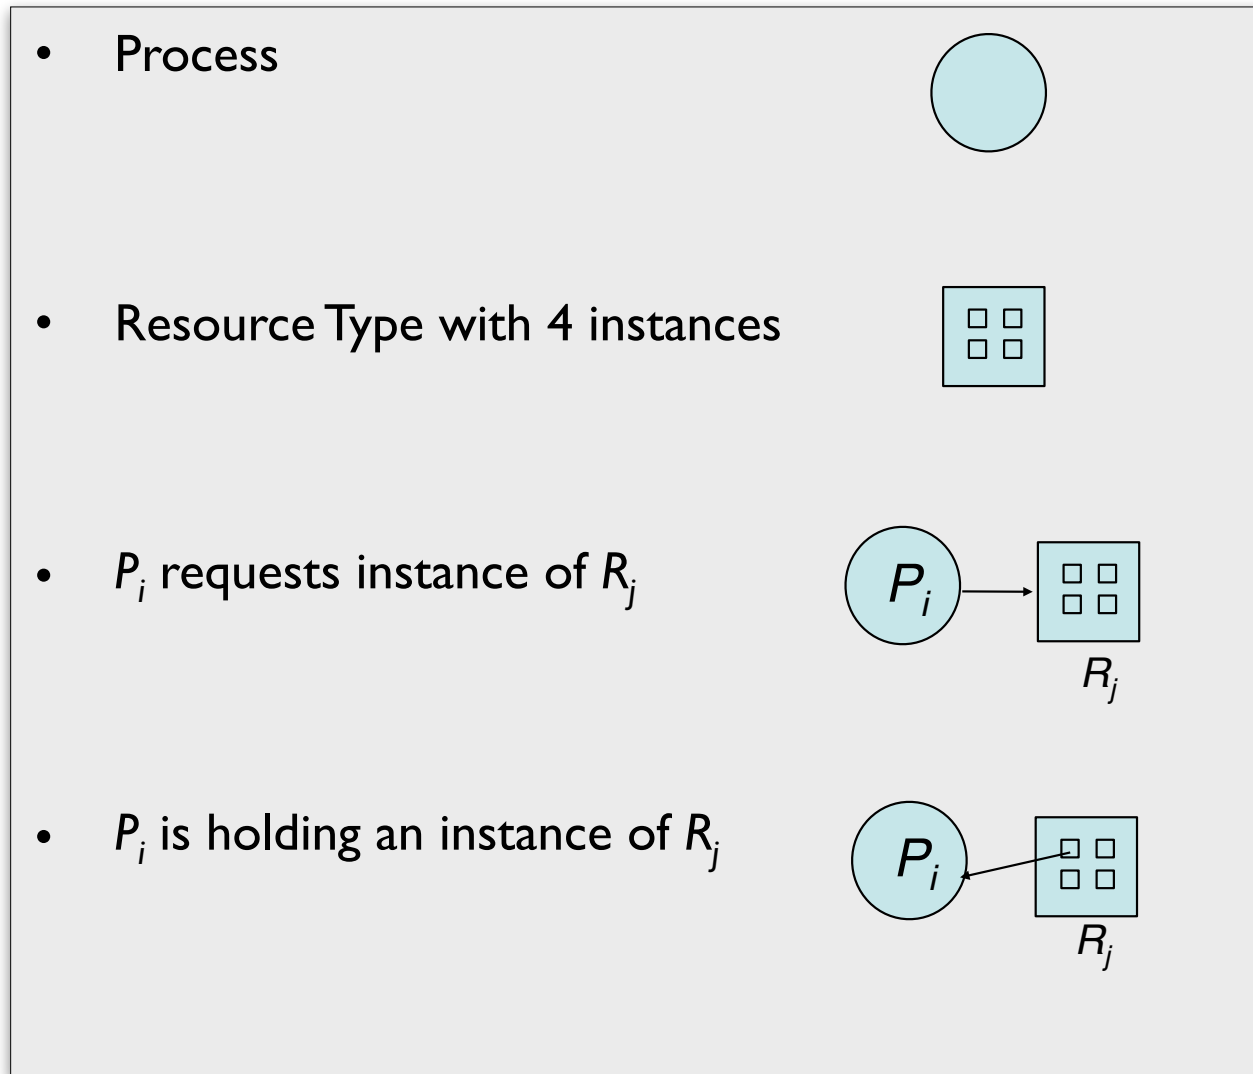 • Process
• Resource Type with 4 instances
• Pi requests instance of Rj
Pi
Rj
• Pi is holding an instance of Rj
Pi
Rj